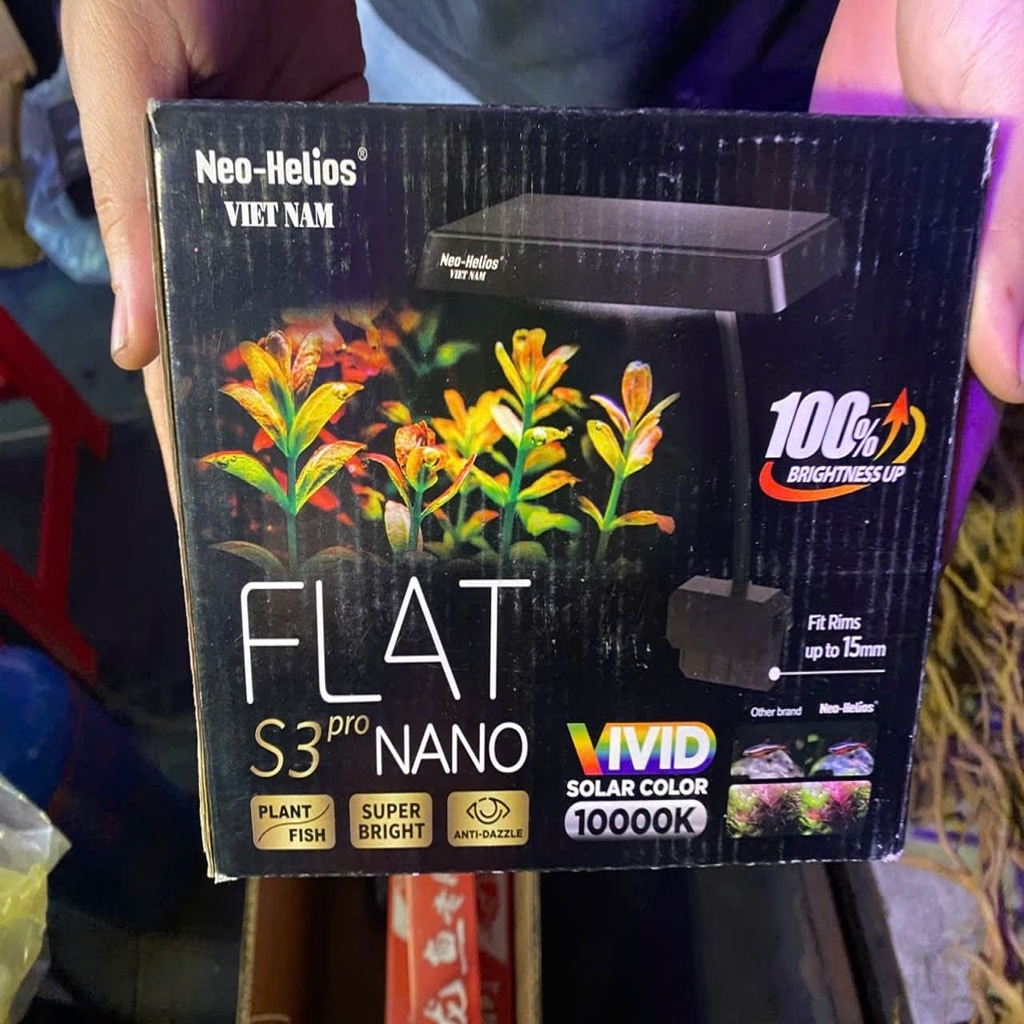 Neo-Helios®
VIET NAM
Neo-Helios®
VIET NAM
100%
BRIGHTNESS UP
Fit Rims
up to 15mm
FLAT
S3 pro NANO
PLANT
FISH
SUPER
BRIGHT
ANTI-DAZZLE
VIVID
SOLAR COLOR
10000K
Other brand Neo-Helios®